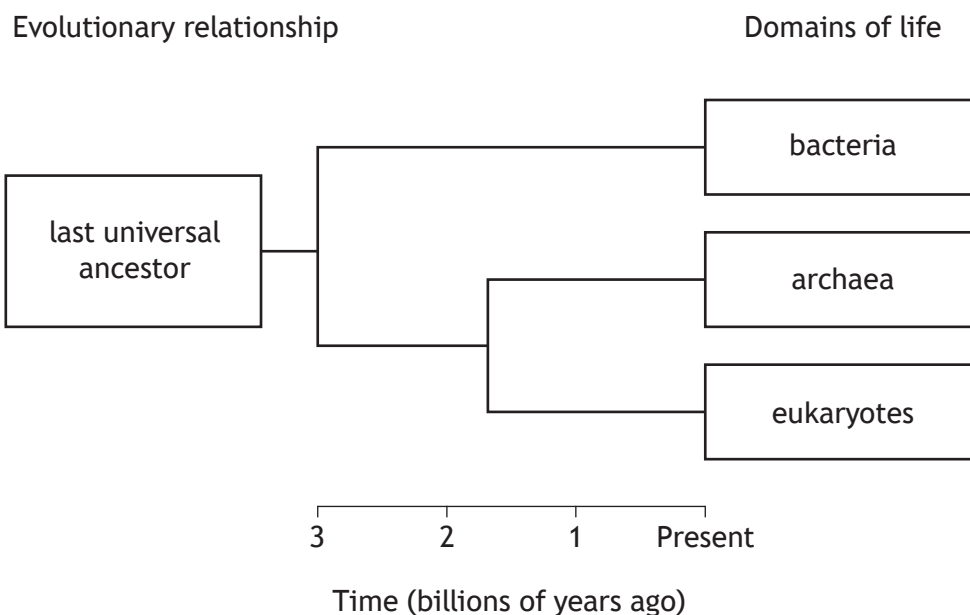 Evolutionary relationship
Domains of life
bacteria
last universal
ancestor
archaea
eukaryotes
3 2 1 Present
Time (billions of years ago)